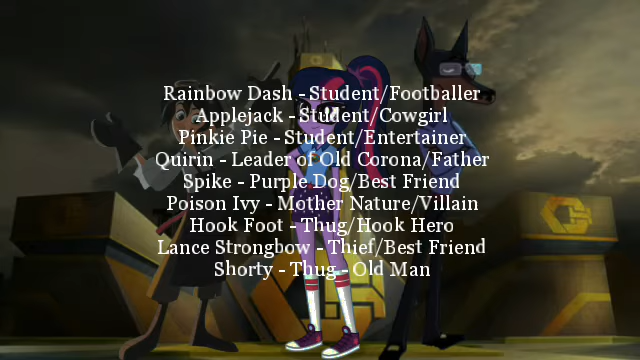 Rainbow Dash - Student/Footballer
Applejack - Student/Cowgirl
Pinkie Pie - Student/Entertainer
Quirin - Leader of Old Corona/Father
Spike - Purple Dog/Best Friend
Poison Ivy - Mother Nature/Villain
Hook Foot - Thug/Hook Hero
Lance Strongbow - Thief/Best Friend
Shorty - Thug - Old Man